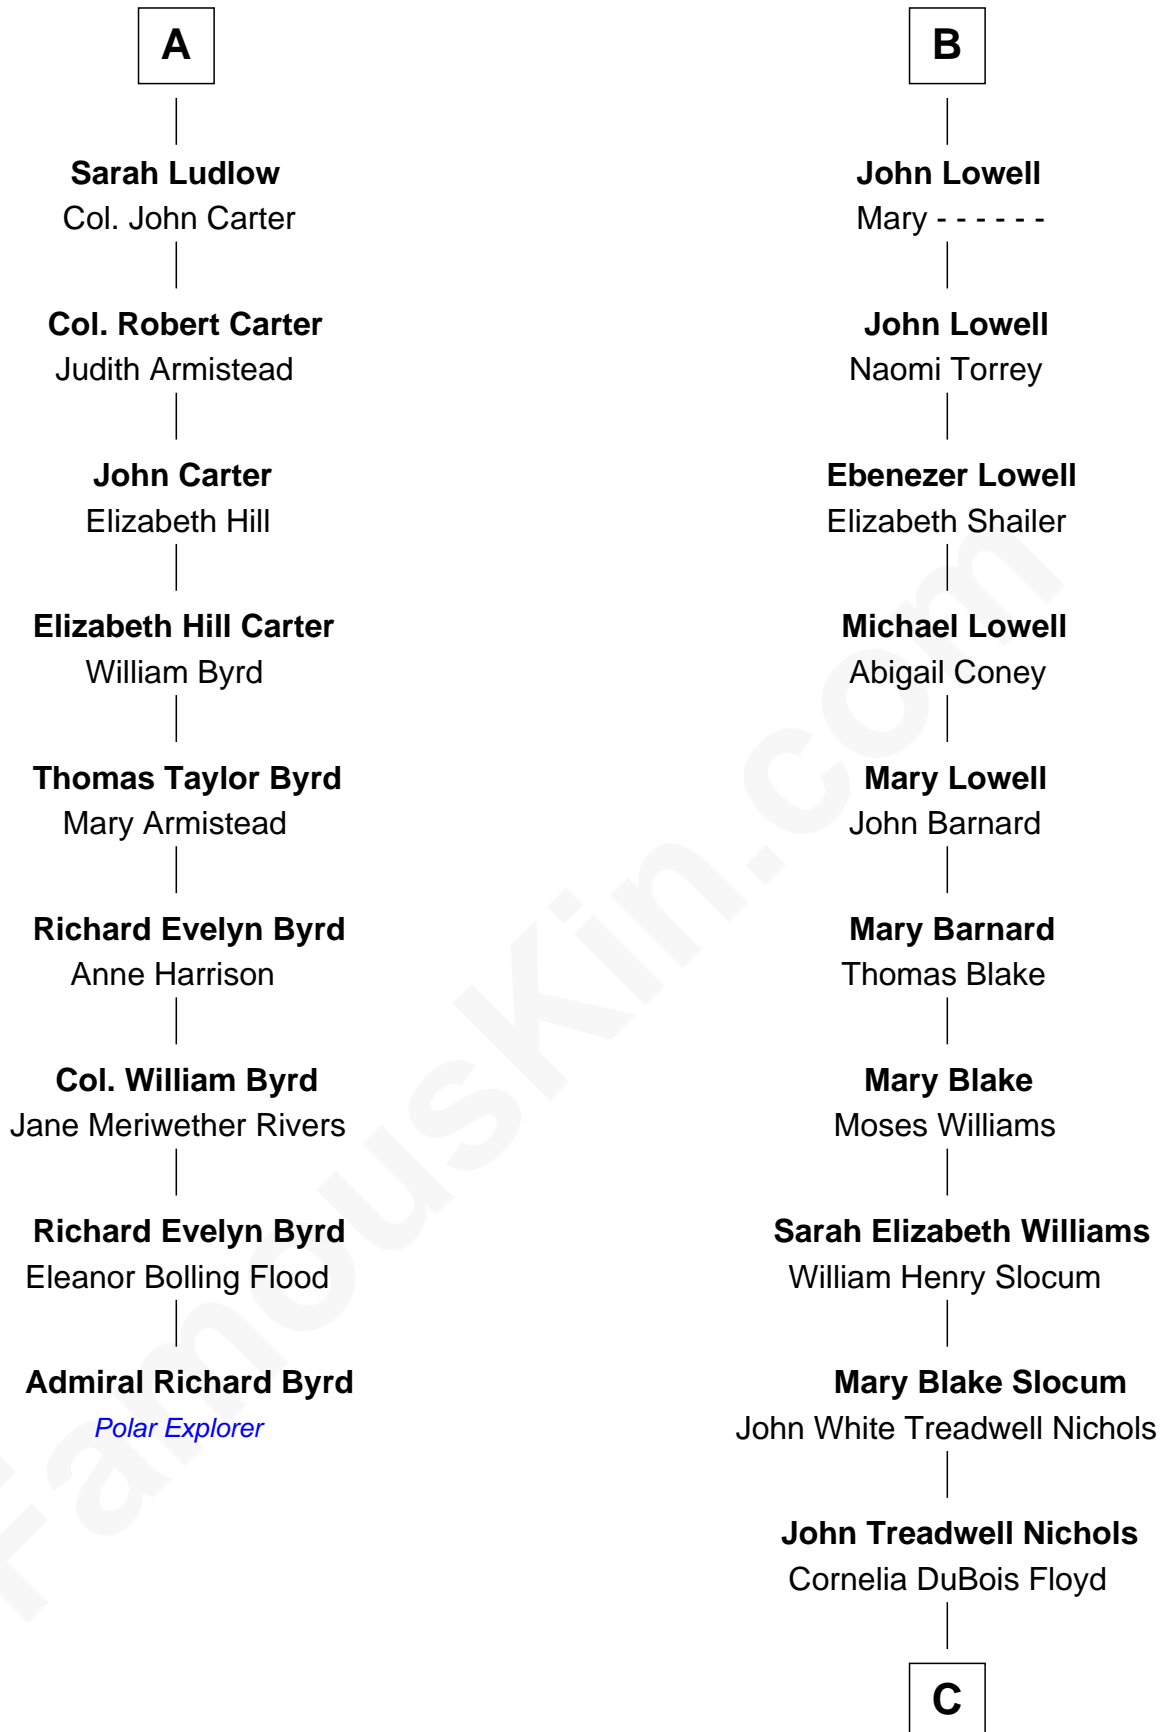 A
Sarah Ludlow
Col. John Carter
Col. Robert Carter
Judith Armistead
John Carter
Elizabeth Hill
Elizabeth Hill Carter
William Byrd
Thomas Taylor Byrd
Mary Armistead
Richard Evelyn Byrd
Anne Harrison
Col. William Byrd
Jane Meriwether Rivers
Richard Evelyn Byrd
Eleanor Bolling Flood
Admiral Richard Byrd
Polar Explorer
B
John Lowell
Mary - - - - - -
John Lowell
Naomi Torrey
Ebenezer Lowell
Elizabeth Shailer
Michael Lowell
Abigail Coney
Mary Lowell
John Barnard
Mary Barnard
Thomas Blake
Mary Blake
Moses Williams
Sarah Elizabeth Williams
William Henry Slocum
Mary Blake Slocum
John White Treadwell Nichols
John Treadwell Nichols
Cornelia DuBois Floyd
C
FamousKin.com